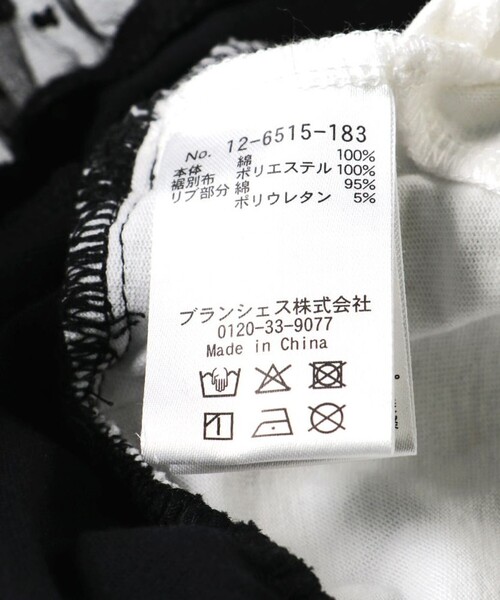 No. 12-6515-183
本体 綿 100%
裾別布 ポリエステル 100%
リブ部分 綿 95%
ポリウレタン 5%
ブランシェス株式会社
0120-33-9077
Made in China